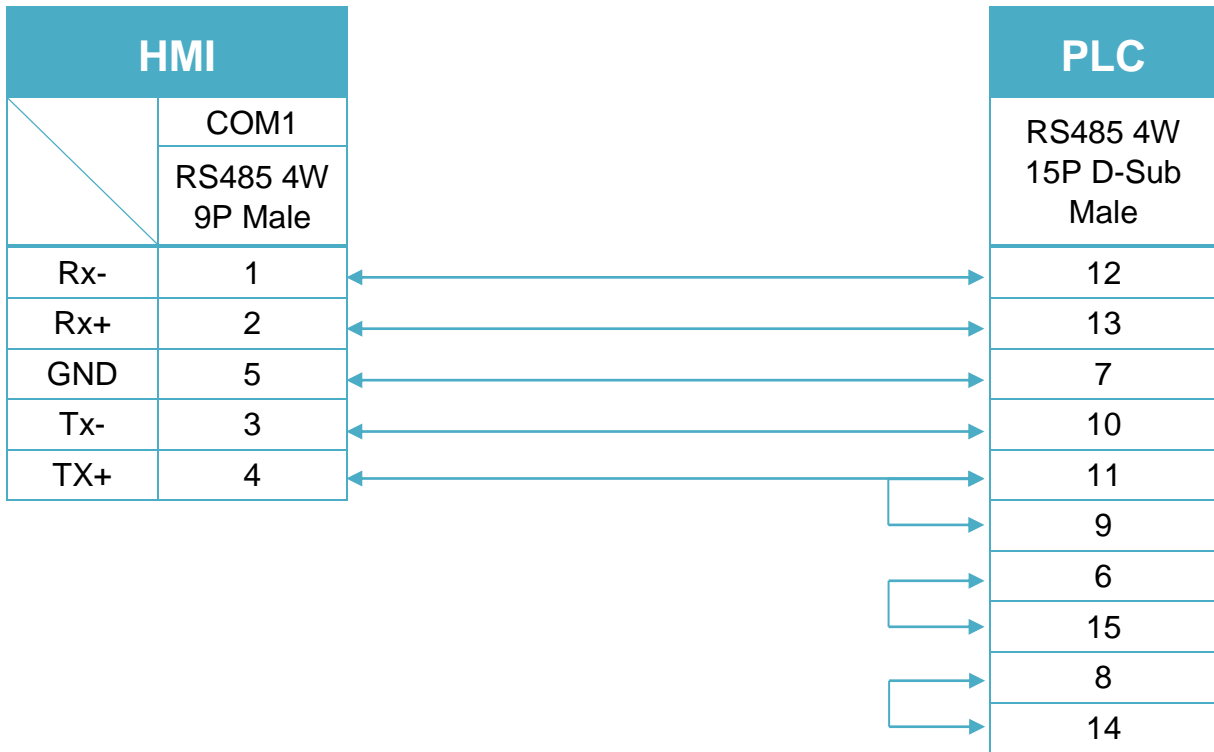 HMI
PLC
COM1
RS485 4W
9P Male
RS485 4W
15P D-Sub
Male
Rx- 1 12
Rx+ 2 13
GND 5 7
Tx- 3 10
TX+ 4 11
9
6
15
8
14